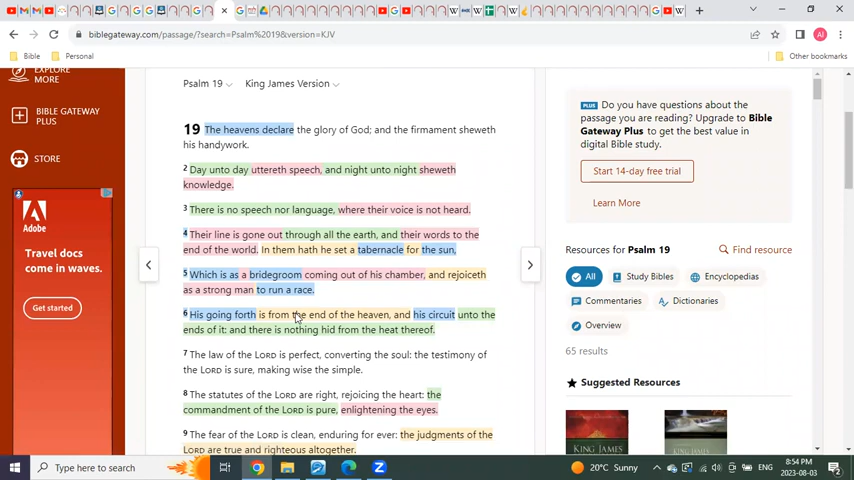 biblegateway.com/passage/?search=Psalm%2019&version=KJV
AI
Bible
Personal
Other bookmarks
EXPLORE
MORE
BIBLE GATEWAY
PLUS
STORE
Adobe
Travel docs
come in waves.
Get started
Psalm 19
King James Version
19 The heavens declare the glory of God; and the firmament sheweth
his handywork.
2 Day unto day uttereth speech, and night unto night sheweth
knowledge.
3 There is no speech nor language, where their voice is not heard.
4 Their line is gone out through all the earth, and their words to the
end of the world. In them hath he set a tabernacle for the sun,
5 Which is as a bridegroom coming out of his chamber, and rejoiceth
as a strong man to run a race.
6 His going forth is from the end of the heaven, and his circuit unto the
ends of it: and there is nothing hid from the heat thereof.
7 The law of the LORD is perfect, converting the soul: the testimony of
the LORD is sure, making wise the simple.
8 The statutes of the LORD are right, rejoicing the heart: the
commandment of the LORD is pure, enlightening the eyes.
9 The fear of the LORD is clean, enduring for ever: the judgments of the
LORD are true and righteous altogether.
PLUS Do you have questions about the
passage you are reading? Upgrade to Bible
Gateway Plus to get the best value in
digital Bible study.
Start 14-day free trial
Learn More
Resources for Psalm 19
Find resource
All
Study Bibles
Encyclopedias
Commentaries
Dictionaries
Overview
65 results
Suggested Resources
KING JAMES
KING JAMES
Type here to search
20°C Sunny
ENG
8:54 PM
2023-08-03
2